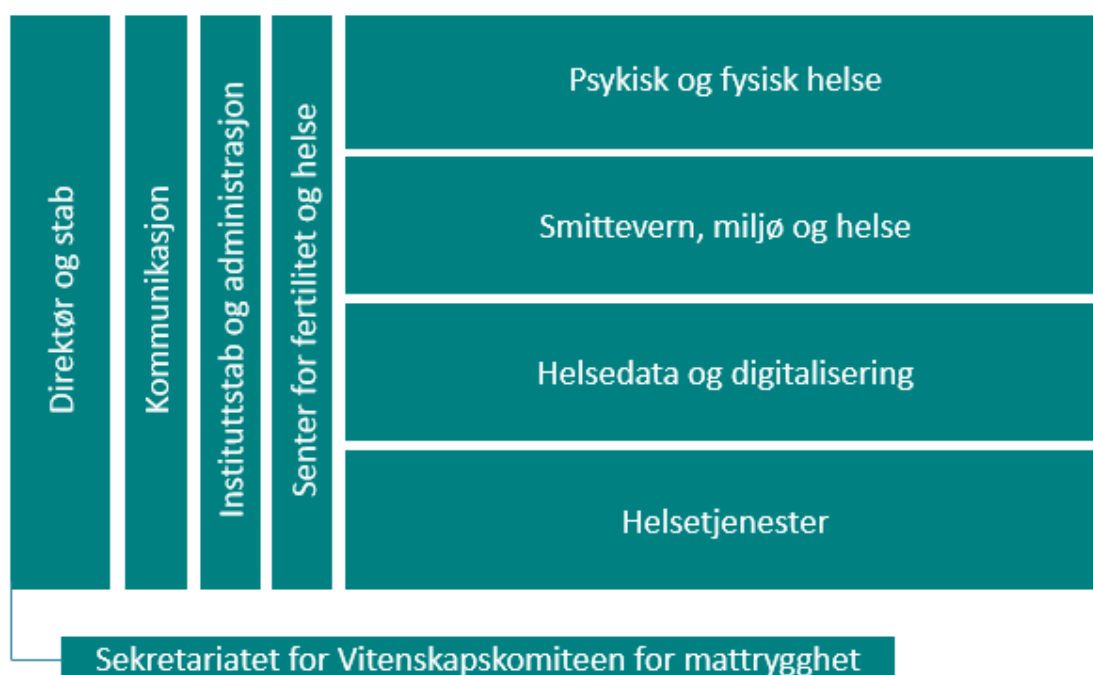 Direktør og stab
Kommunikasjon
Instituttstab og administrasjon
Senter for fertilitet og helse
Psykisk og fysisk helse
Smittevern, miljø og helse
Helsedata og digitalisering
Helsetjenester
Sekretariatet for Vitenskapskomiteen for mattrygghet